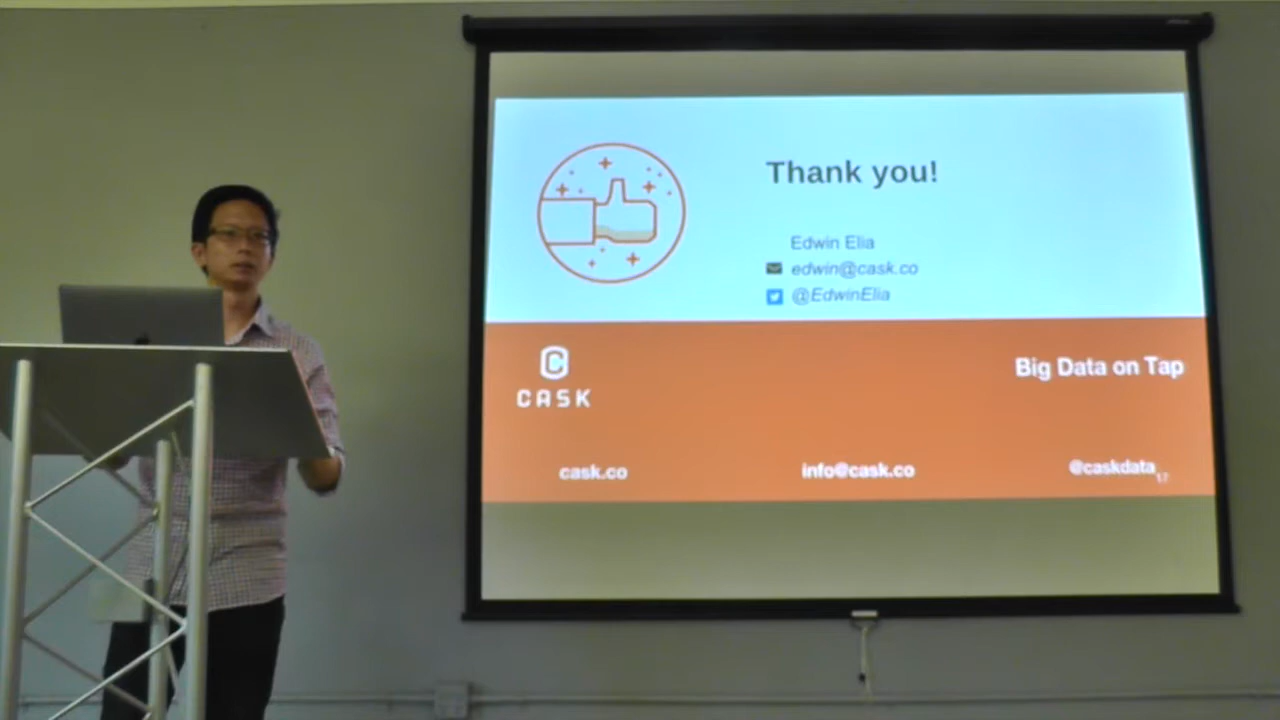 Thank you!
Edwin Elia
edwin@cask.co
@EdwinElia
C
CASK
Big Data on Tap
cask.co
info@cask.co
@caskdata
17